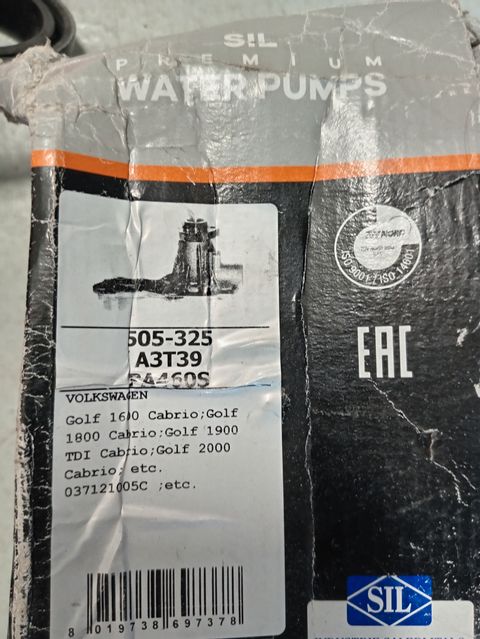 SIL
PREMIUM
WATER PUMPS
ISO 9001 / ISO 14001
EAC
505-325
A3T39
PA460S
VOLKSWAGEN
Golf 1600 Cabrio;Golf
1800 Cabrio;Golf 1900
TDI Cabrio;Golf 2000
Cabrio; etc.
037121005C ;etc.
8 019738 697378
SIL